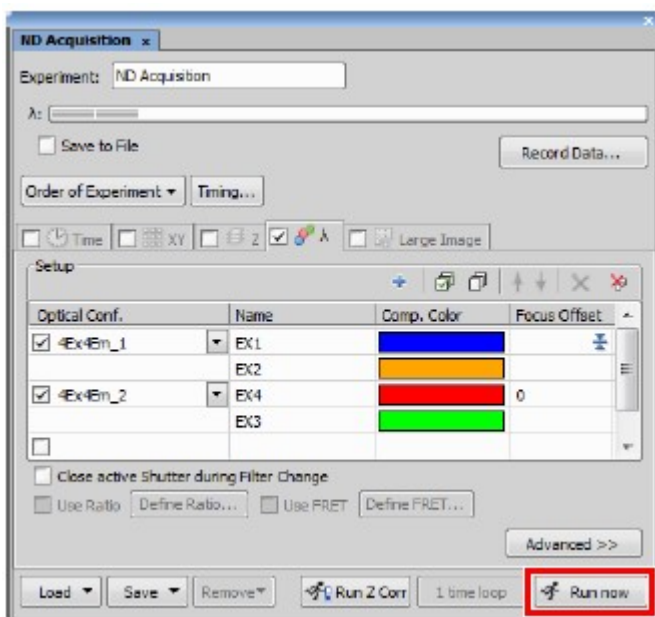 ND Acquisition x
Experiment: ND Acquisition
λ:
Save to File
Record Data...
Order of Experiment Timing...
Time XY Z λ Large Image
Setup
Optical Conf. Name Comp. Color Focus Offset
4Ex4Em_1 EX1
EX2
4Ex4Em_2 EX4 0
EX3
Close active Shutter during Filter Change
Use Ratio Define Ratio... Use FRET Define FRET...
Advanced >>
Load Save Remove Run Z Corr 1 time loop Run now